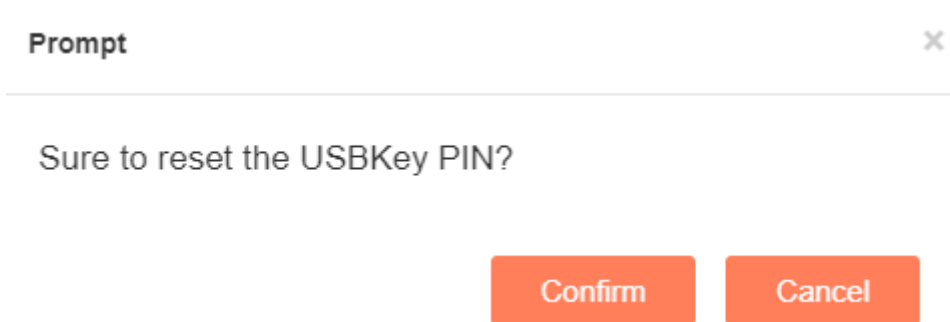 Prompt ×
Sure to reset the USBKey PIN?
Confirm Cancel